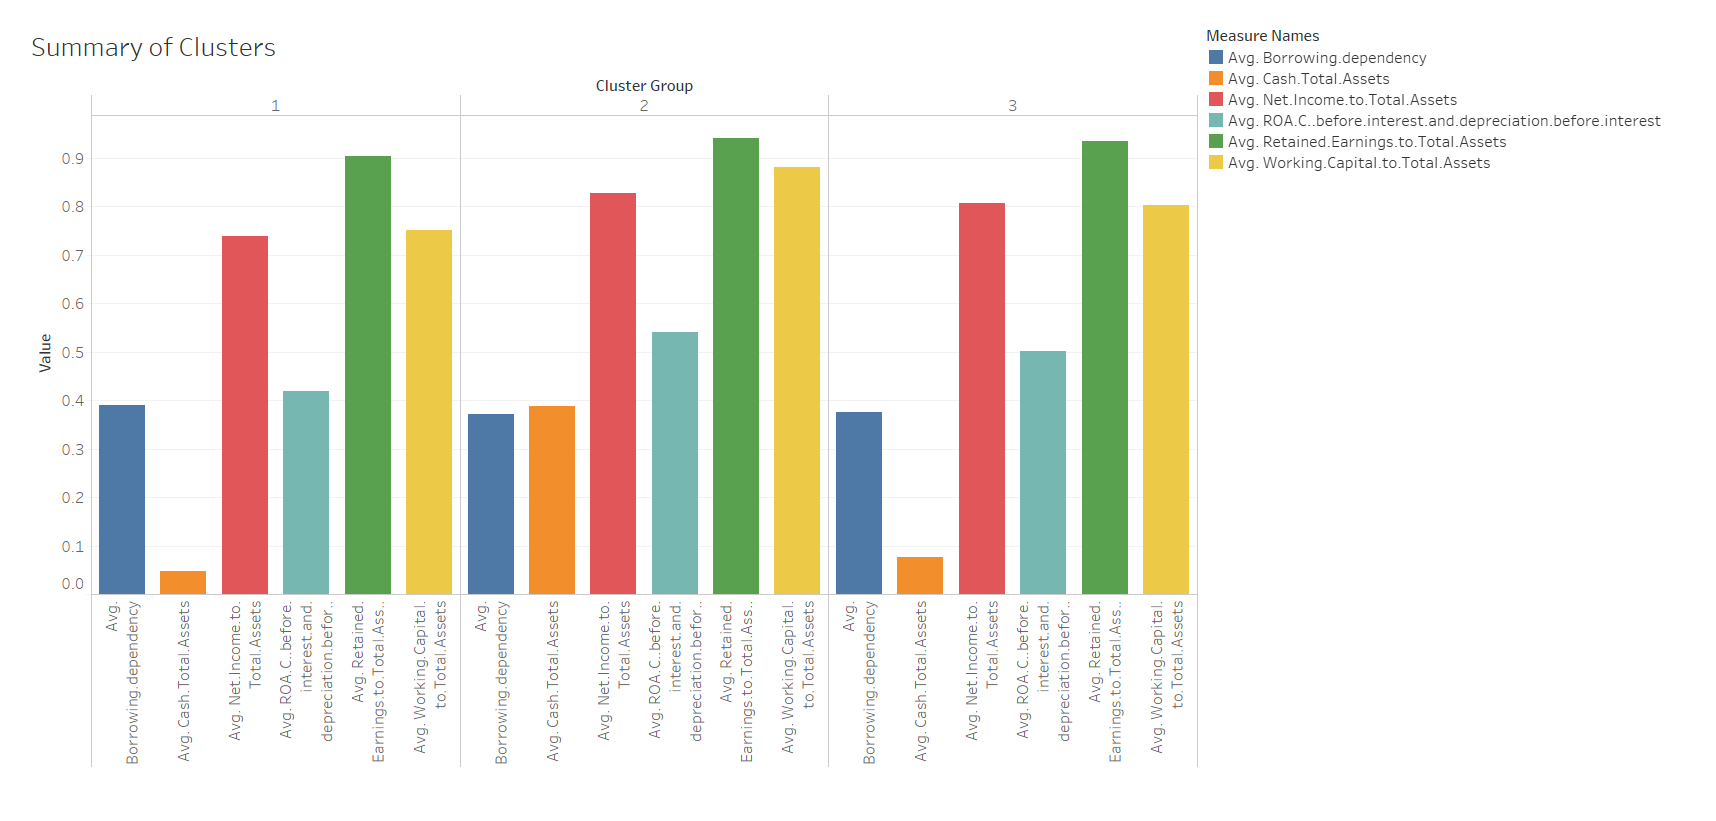 Summary of Clusters
Measure Names
Avg. Borrowing.dependency
Avg. Cash.Total.Assets
Avg. Net.Income.to.Total.Assets
Avg. ROA.C..before.interest.and.depreciation.before.interest
Avg. Retained.Earnings.to.Total.Assets
Avg. Working.Capital.to.Total.Assets
Cluster Group
1
2
3
Value
0.9
0.8
0.7
0.6
0.5
0.4
0.3
0.2
0.1
0.0
Avg.
Borrowing.dependency
Avg. Cash.Total.Assets
Avg. Net.Income.to.
Total.Assets
Avg. ROA.C..before.
interest.and.
depreciation.befor..
Avg. Retained.
Earnings.to.Total.Ass..
Avg. Working.Capital.
to.Total.Assets
Avg.
Borrowing.dependency
Avg. Cash.Total.Assets
Avg. Net.Income.to.
Total.Assets
Avg. ROA.C..before.
interest.and.
depreciation.befor..
Avg. Retained.
Earnings.to.Total.Ass..
Avg. Working.Capital.
to.Total.Assets
Avg.
Borrowing.dependency
Avg. Cash.Total.Assets
Avg. Net.Income.to.
Total.Assets
Avg. ROA.C..before.
interest.and.
depreciation.befor..
Avg. Retained.
Earnings.to.Total.Ass..
Avg. Working.Capital.
to.Total.Assets